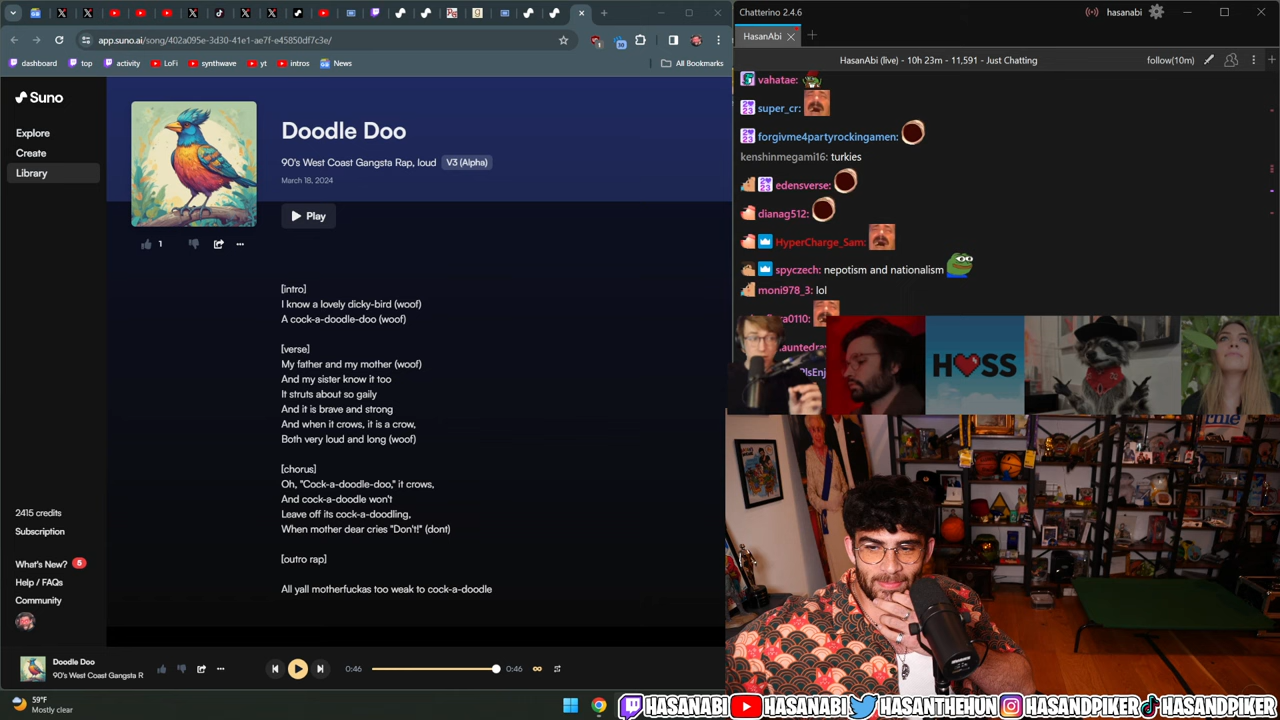 app.suno.ai/song/402a095e-3d30-41e1-ae7f-e45850df7c3e/
dashboard
top
activity
LoFi
synthwave
yt
intros
News
All Bookmarks
Suno
Explore
Create
Library
2415 credits
Subscription
What's New? 5
Help / FAQs
Community
Doodle Doo
90's West Coast Gangsta Rap, loud V3 (Alpha)
March 18, 2024
Play
1
[intro]
I know a lovely dicky-bird (woof)
A cock-a-doodle-doo (woof)
[verse]
My father and my mother (woof)
And my sister know it too
It struts about so gaily
And it is brave and strong
And when it crows, it is a crow,
Both very loud and long (woof)
[chorus]
Oh, "Cock-a-doodle-doo," it crows,
And cock-a-doodle won't
Leave off its cock-a-doodling,
When mother dear cries "Don't!" (dont)
[outro rap]
All yall motherfuckas too weak to cock-a-doodle
Doodle Doo
90's West Coast Gangsta R
0:46
0:46
59°F
Mostly clear
Chatterino 2.4.6
hasanabi
HasanAbi
HasanAbi (live) - 10h 23m - 11,591 - Just Chatting
follow(10m)
vahatae:
super_cr:
forgivme4partyrockingamen:
kenshinmegami16: turkies
edensverse:
dianag512:
HyperCharge_Sam:
spyczech: nepotism and nationalism
moni978_3: lol
HOSS
HASANABI
HASANABI
HASANTHEHUN
HASANDPIKER
HASANDPIKER